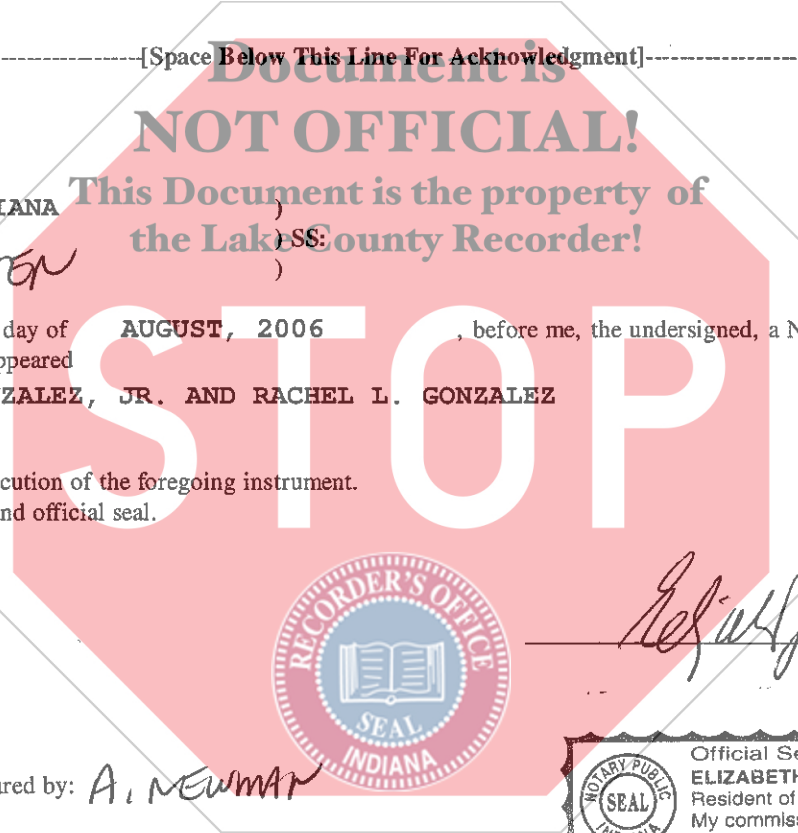 [Space Below This Line For Acknowledgment]
Document is
NOT OFFICIAL!
This Document is the property of
the Lake County Recorder!
IANA )
) SS:
)
day of AUGUST, 2006 , before me, the undersigned, a N
ppeared
ZALEZ, JR. AND RACHEL L. GONZALEZ
STOP
cution of the foregoing instrument.
nd official seal.
RECORDER'S OFFICE
SEAL
INDIANA
ared by: A. NEWMAN
Official Se
NOTARY PUBLIC
ELIZABETH
SEAL
Resident of
My commiss